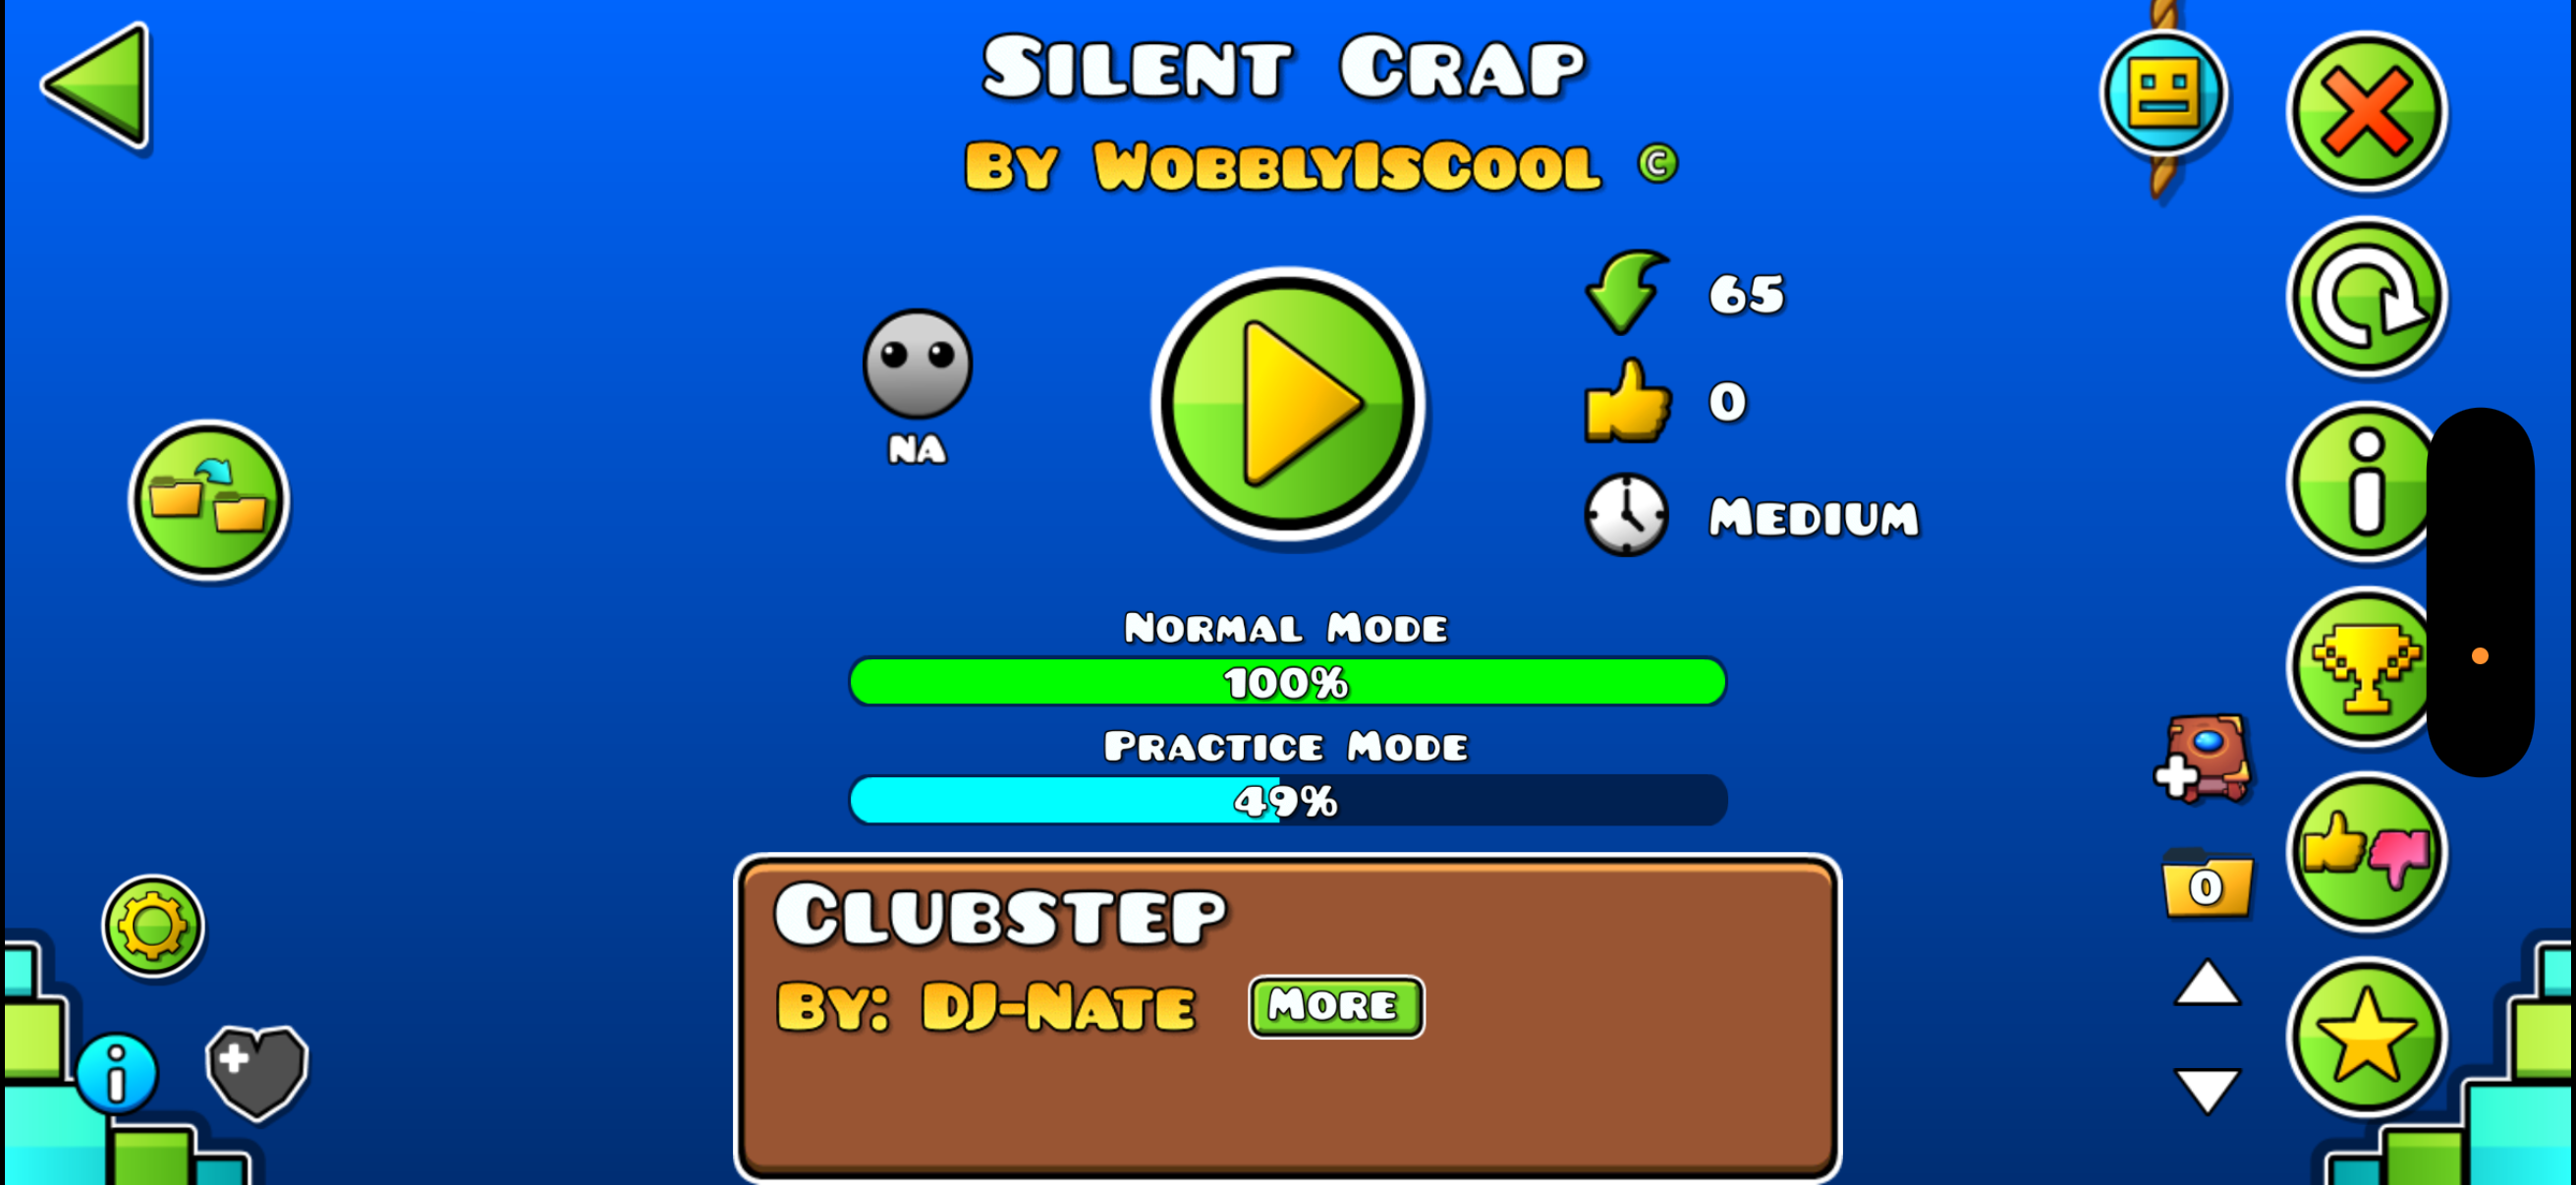 Silent Crap
By WobblyIsCool ©
65
0
NA
Medium
Normal Mode
100%
Practice Mode
49%
0
Clubstep
By: DJ-Nate
More